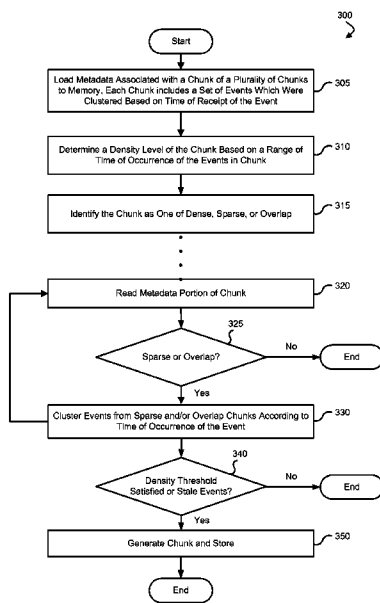 300
Start
Load Metadata Associated with a Chunk of a Plurality of Chunks
to Memory, Each Chunk includes a Set of Events Which Were
Clustered Based on Time of Receipt of the Event
305
Determine a Density Level of the Chunk Based on a Range of
Time of Occurrence of the Events in Chunk
310
Identify the Chunk as One of Dense, Sparse, or Overlap
315
Read Metadata Portion of Chunk
320
325
Sparse or Overlap?
No
End
Yes
Cluster Events from Sparse and/or Overlap Chunks According to
Time of Occurrence of the Event
330
340
Density Threshold
Satisfied or Stale Events?
No
End
Yes
Generate Chunk and Store
350
End